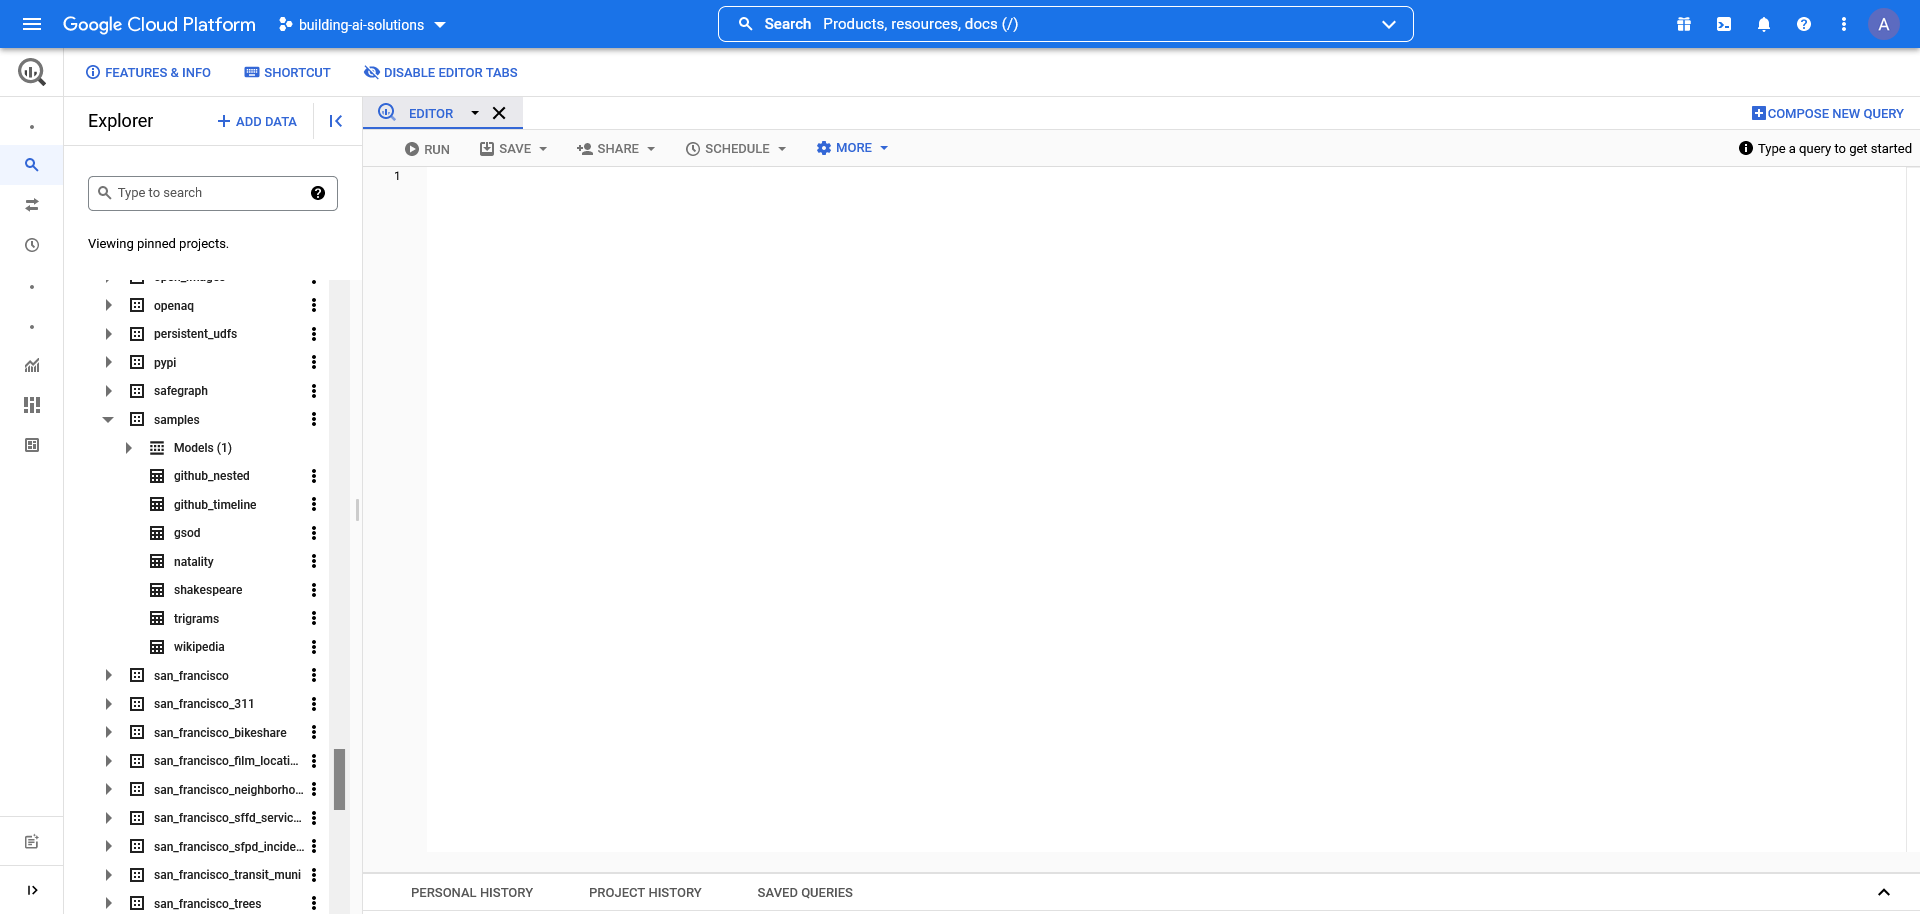 Google Cloud Platform
building-ai-solutions
Search Products, resources, docs (/)
A
FEATURES & INFO
SHORTCUT
DISABLE EDITOR TABS
Explorer
ADD DATA
EDITOR
COMPOSE NEW QUERY
RUN
SAVE
SHARE
SCHEDULE
MORE
Type a query to get started
1
Type to search
Viewing pinned projects.
openaq
persistent_udfs
pypi
safegraph
samples
Models (1)
github_nested
github_timeline
gsod
natality
shakespeare
trigrams
wikipedia
san_francisco
san_francisco_311
san_francisco_bikeshare
san_francisco_film_locati...
san_francisco_neighborho...
san_francisco_sffd_servic...
san_francisco_sfpd_incide...
san_francisco_transit_muni
san_francisco_trees
PERSONAL HISTORY
PROJECT HISTORY
SAVED QUERIES